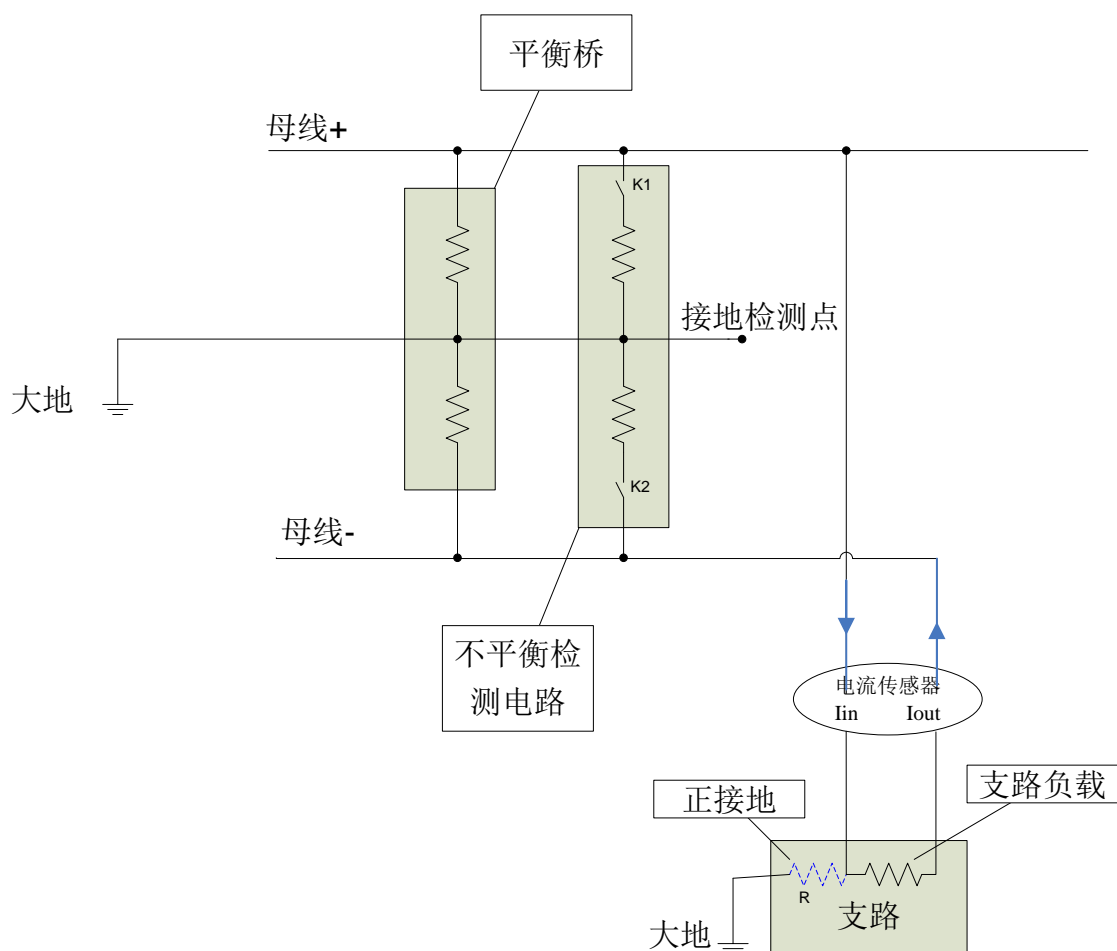 平衡桥
母线+
K1
接地检测点
大地
K2
母线-
不平衡检
测电路
电流传感器
Iin Iout
正接地
支路负载
R
支路
大地